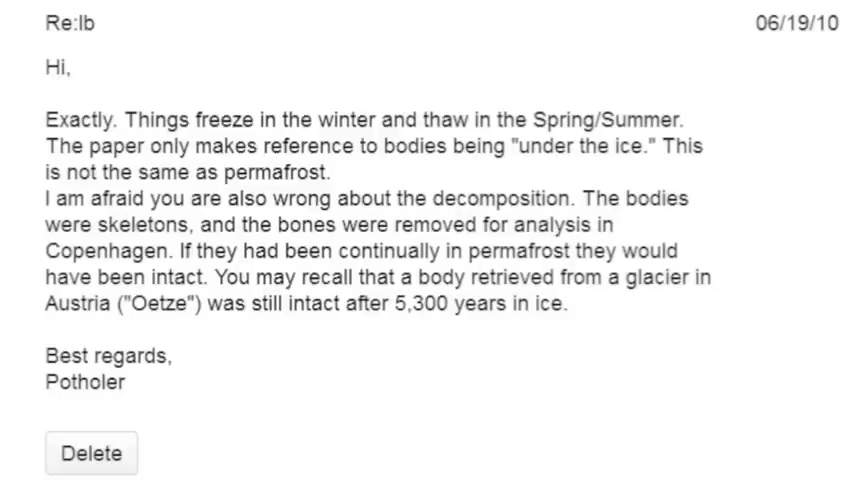 Re:lb
06/19/10
Hi,
Exactly. Things freeze in the winter and thaw in the Spring/Summer.
The paper only makes reference to bodies being "under the ice." This
is not the same as permafrost.
I am afraid you are also wrong about the decomposition. The bodies
were skeletons, and the bones were removed for analysis in
Copenhagen. If they had been continually in permafrost they would
have been intact. You may recall that a body retrieved from a glacier in
Austria ("Oetze") was still intact after 5,300 years in ice.
Best regards,
Potholer
Delete